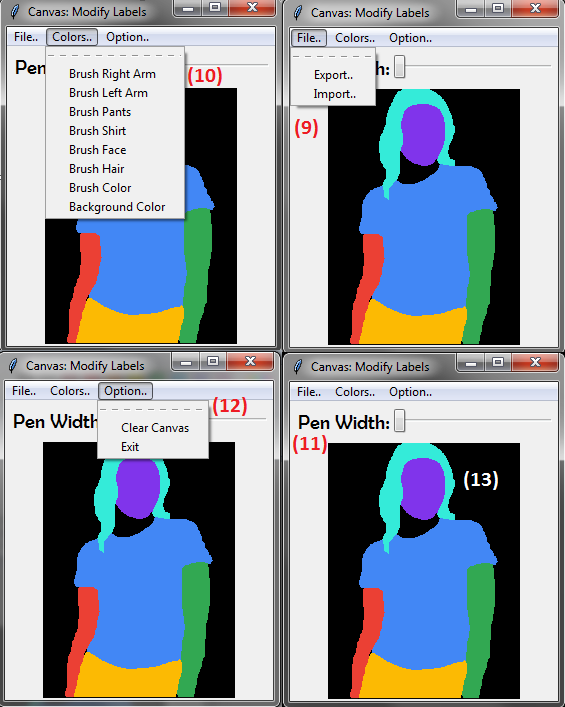 Canvas: Modify Labels
File.. Colors.. Option..
Pen
(10)
Brush Right Arm
Brush Left Arm
Brush Pants
Brush Shirt
Brush Face
Brush Hair
Brush Color
Background Color
Canvas: Modify Labels
File.. Colors.. Option..
h:
Export..
Import..
(9)
Canvas: Modify Labels
File.. Colors.. Option..
(12)
Pen Width
Clear Canvas
Exit
Canvas: Modify Labels
File.. Colors.. Option..
Pen Width:
(11)
(13)